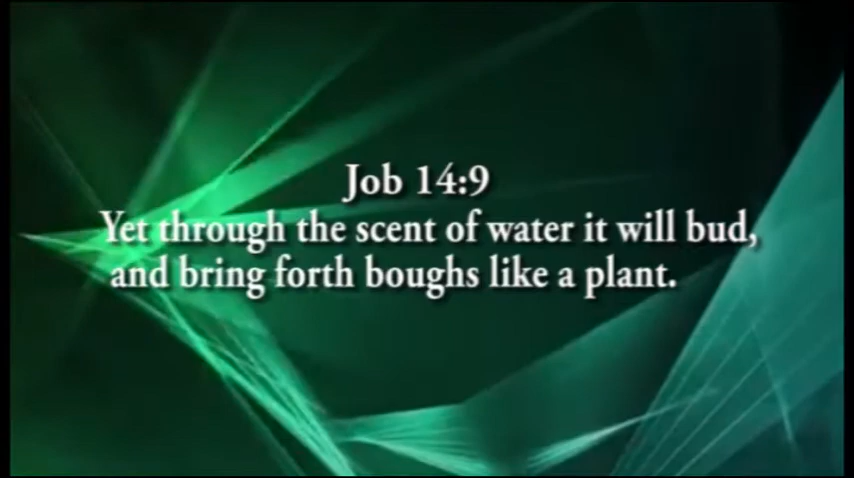 Job 14:9
Yet through the scent of water it will bud,
and bring forth boughs like a plant.